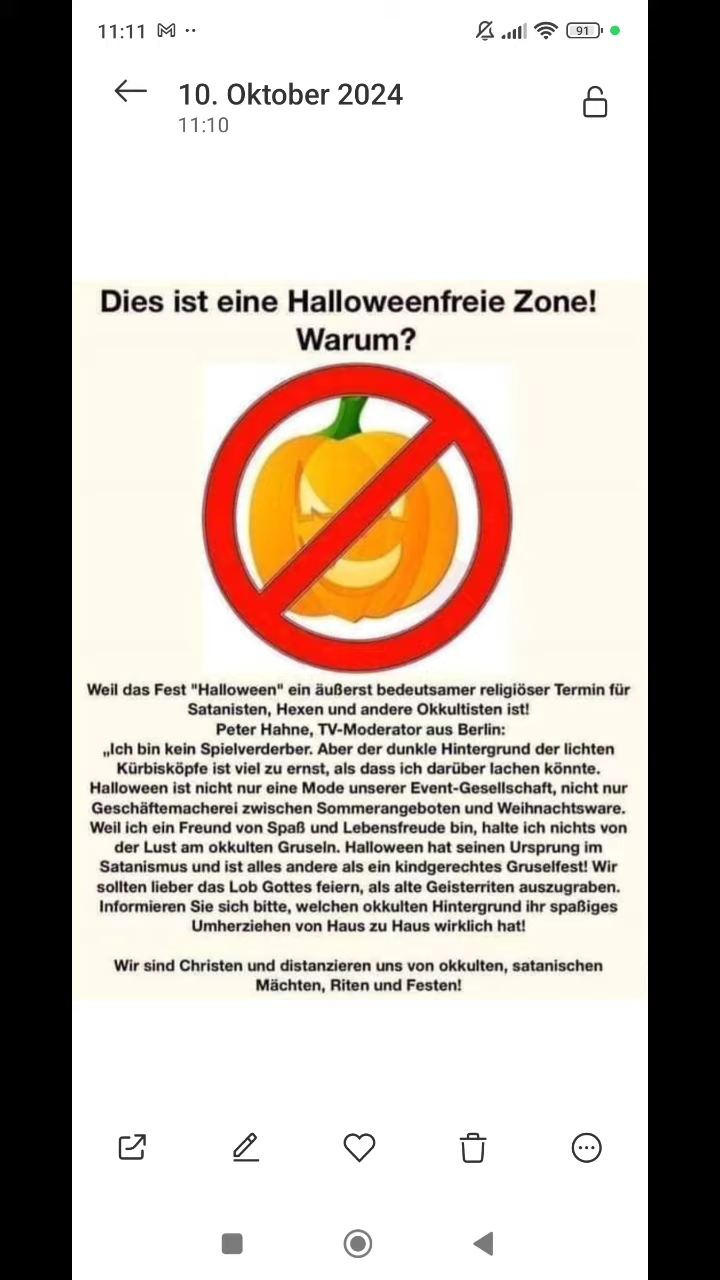 11:11
91
10. Oktober 2024
11:10
Dies ist eine Halloweenfreie Zone!
Warum?
Weil das Fest "Halloween" ein äußerst bedeutsamer religiöser Termin für
Satanisten, Hexen und andere Okkultisten ist!
Peter Hahne, TV-Moderator aus Berlin:
„Ich bin kein Spielverderber. Aber der dunkle Hintergrund der lichten
Kürbisköpfe ist viel zu ernst, als dass ich darüber lachen könnte.
Halloween ist nicht nur eine Mode unserer Event-Gesellschaft, nicht nur
Geschäftemacherei zwischen Sommerangeboten und Weihnachtsware.
Weil ich ein Freund von Spaß und Lebensfreude bin, halte ich nichts von
der Lust am okkulten Gruseln. Halloween hat seinen Ursprung im
Satanismus und ist alles andere als ein kindgerechtes Gruselfest! Wir
sollten lieber das Lob Gottes feiern, als alte Geisterriten auszugraben.
Informieren Sie sich bitte, welchen okkulten Hintergrund ihr spaßiges
Umherziehen von Haus zu Haus wirklich hat!
Wir sind Christen und distanzieren uns von okkulten, satanischen
Mächten, Riten und Festen!